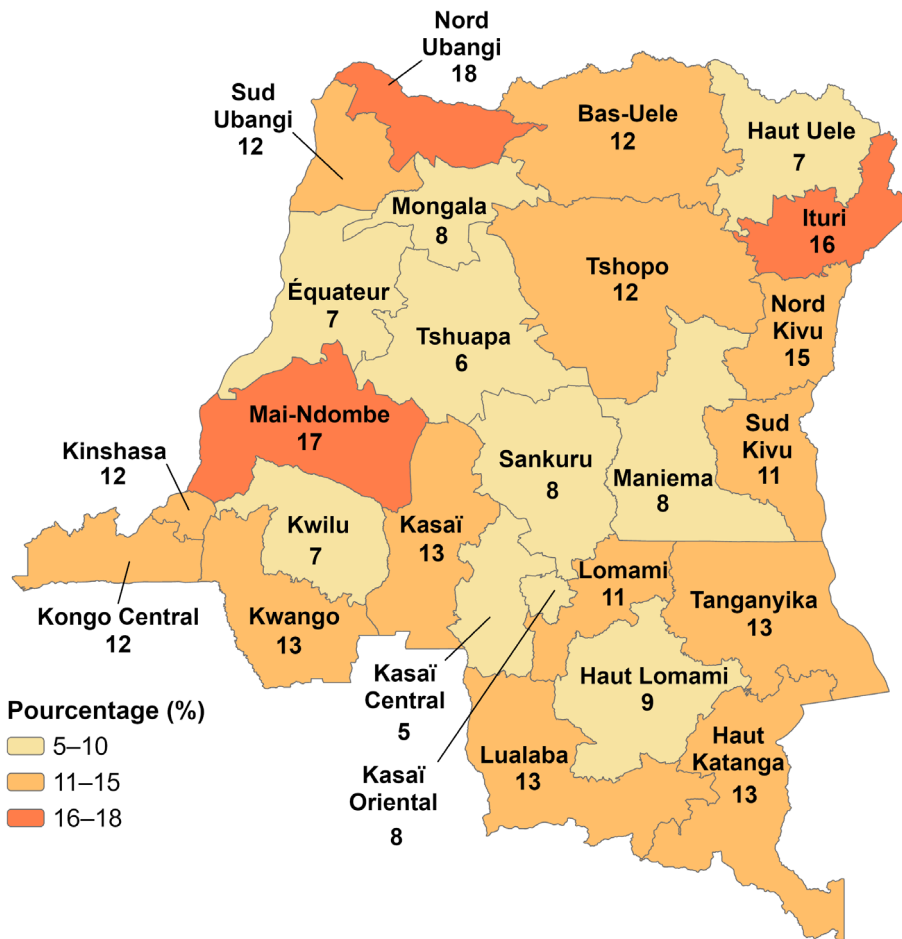 Nord
Ubangi
18
Sud
Ubangi
12
Bas-Uele
12
Haut Uele
7
Mongala
8
Ituri
16
Tshopo
12
Équateur
7
Nord
Kivu
15
Tshuapa
6
Mai-Ndombe
17
Sud
Kivu
11
Kinshasa
12
Sankuru
8
Maniema
8
Kwilu
7
Kasaï
13
Lomami
11
Tanganyika
13
Kongo Central
12
Kwango
13
Kasaï
Central
5
Haut Lomami
9
Pourcentage (%)
5–10
11–15
16–18
Kasaï
Oriental
8
Lualaba
13
Haut
Katanga
13